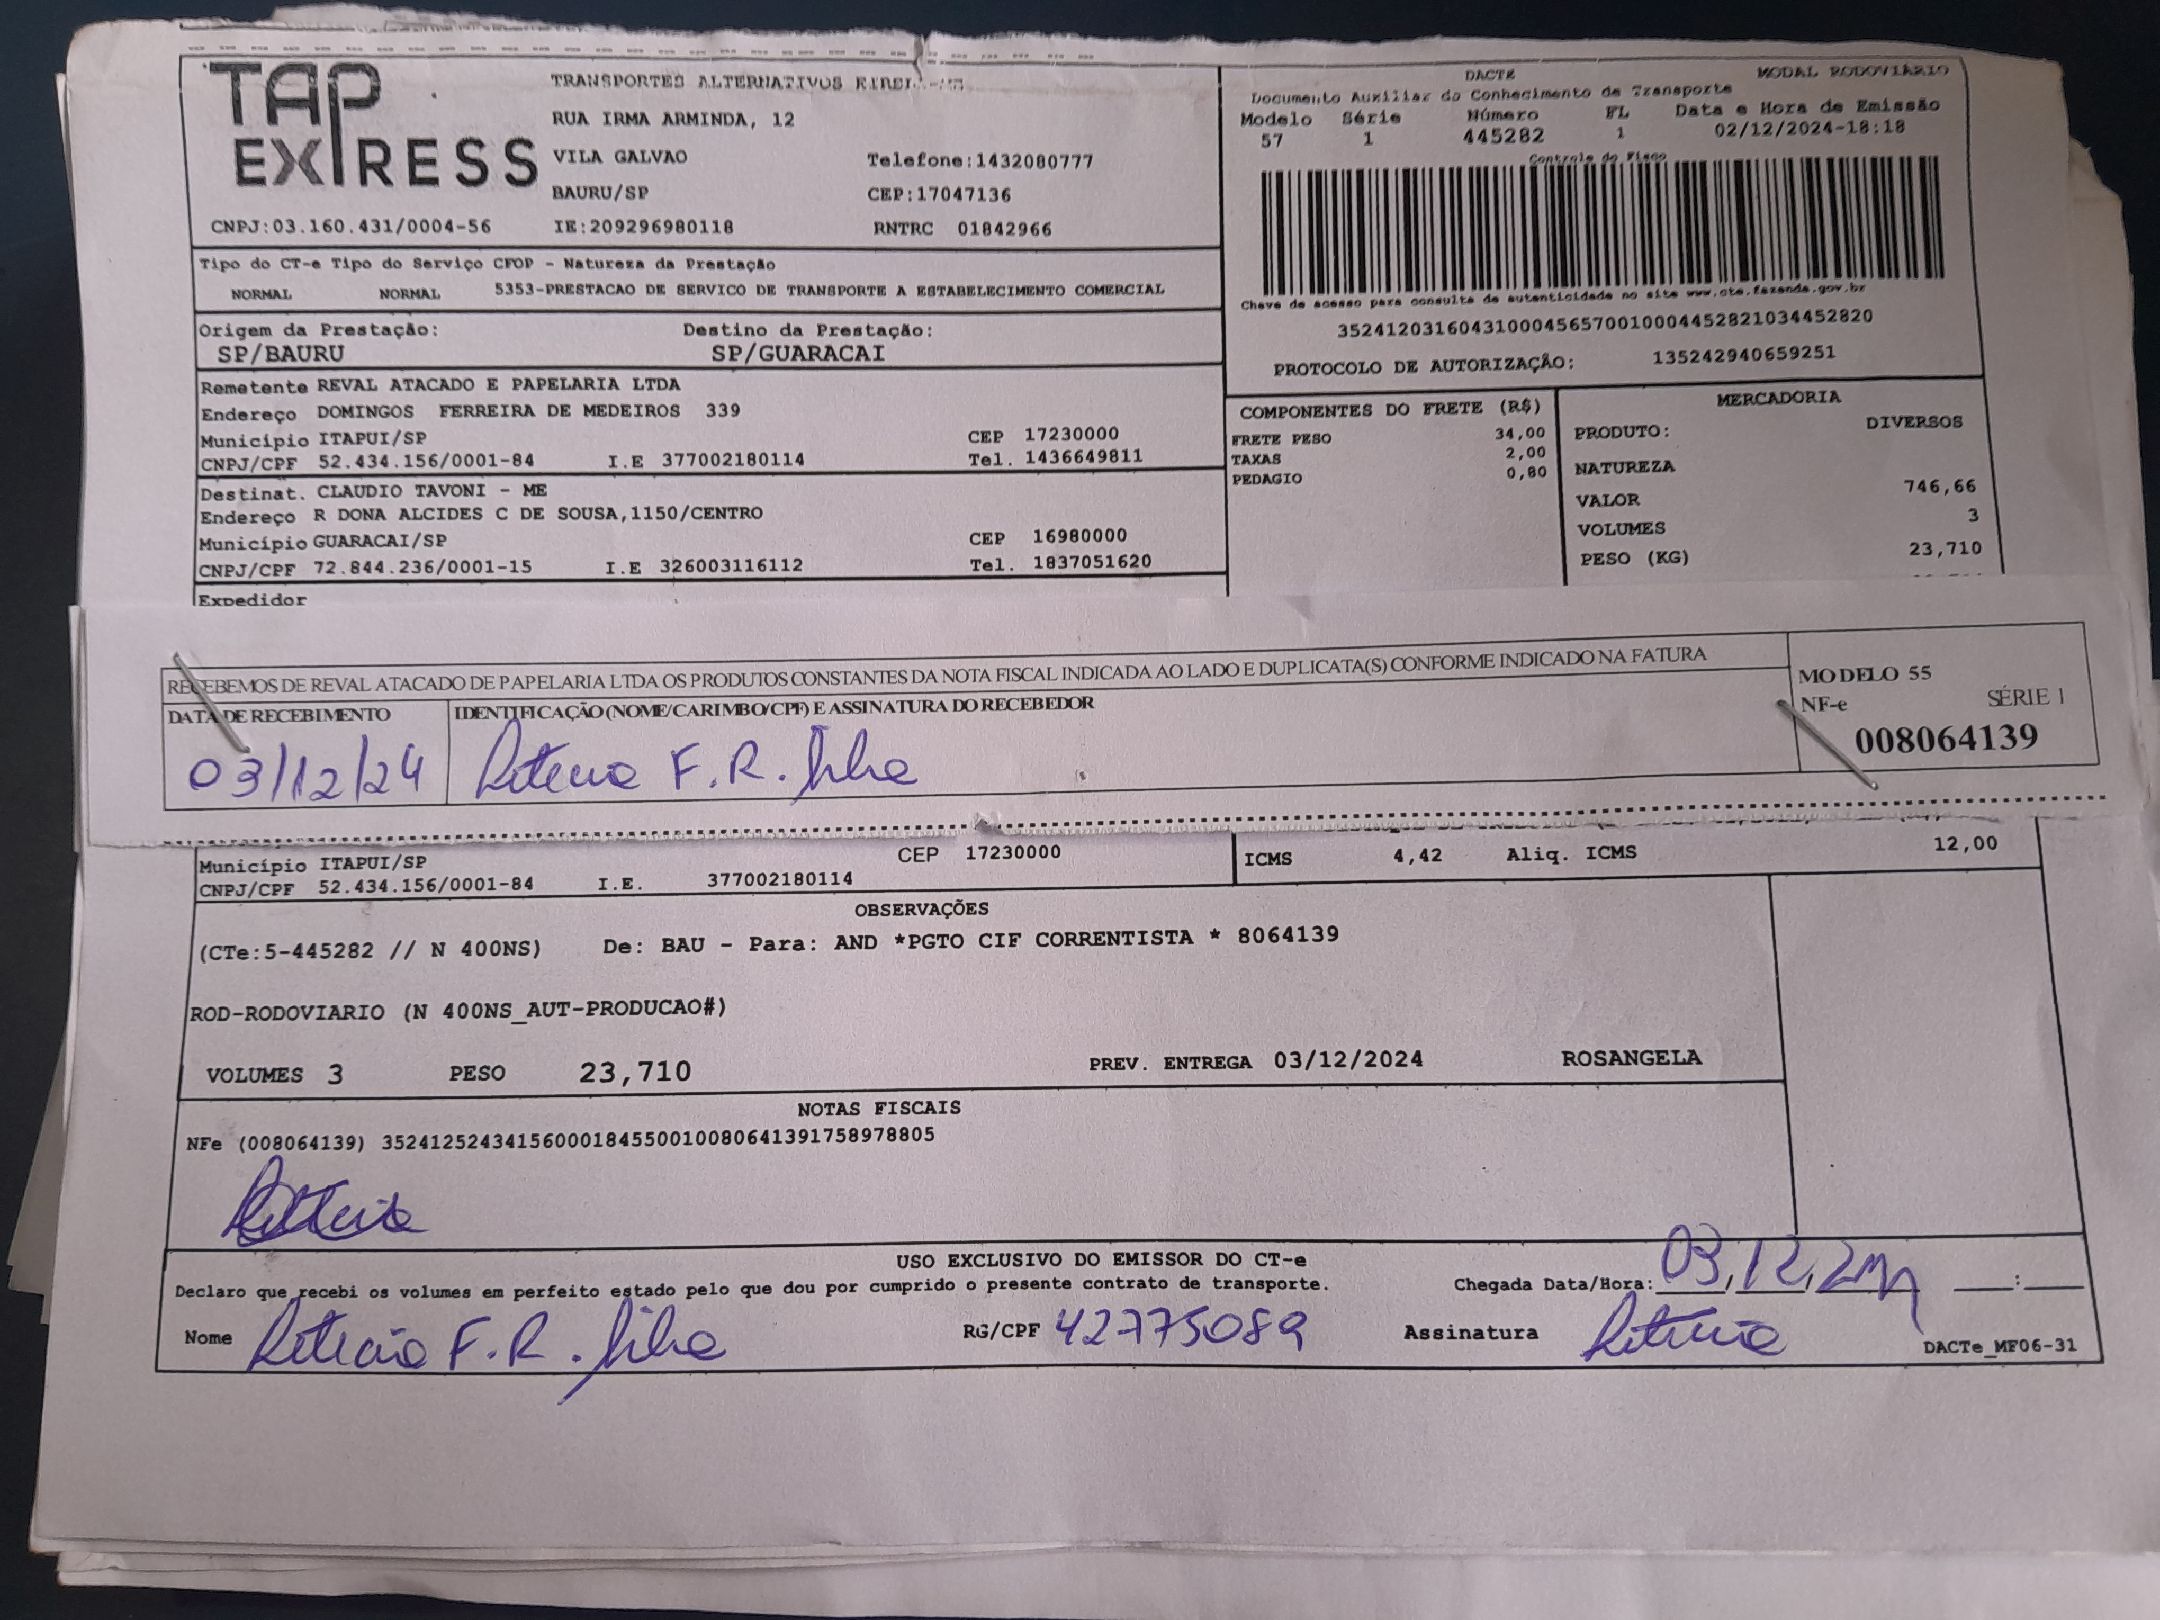 TAP EXPRESS
TRANSPORTES ALTERNATIVOS
RUA IRMA ARMINDA, 12
VILA GALVAO Telefone:1432080777
BAURU/SP CEP:17047136
CNPJ:03.160.431/0004-56 IE:209296980118 RNTRC 01842966
DACTE MODAL RODOVIÁRIO
Documento Auxiliar do Conhecimento de Transporte
Modelo Série Número FL Data e Hora de Emissão
57 1 445282 1 02/12/2024-18:18
Controle do Fisco
Chave de acesso para consulta de autenticidade no site www.cte.fazenda.gov.br
35241203160431000456570010004452821034452820
PROTOCOLO DE AUTORIZAÇÃO: 135242940659251
Tipo do CT-e Tipo do Serviço CFOP - Natureza da Prestação
NORMAL NORMAL 5353-PRESTACAO DE SERVICO DE TRANSPORTE A ESTABELECIMENTO COMERCIAL
Origem da Prestação: Destino da Prestação:
SP/BAURU SP/GUARACAI
Remetente REVAL ATACADO E PAPELARIA LTDA
Endereço DOMINGOS FERREIRA DE MEDEIROS 339
Município ITAPUI/SP CEP 17230000
CNPJ/CPF 52.434.156/0001-84 I.E 377002180114 Tel. 1436649811
Destinat. CLAUDIO TAVONI - ME
Endereço R DONA ALCIDES C DE SOUSA,1150/CENTRO
Município GUARACAI/SP CEP 16980000
CNPJ/CPF 72.844.236/0001-15 I.E 326003116112 Tel. 1837051620
Expedidor
COMPONENTES DO FRETE (R$)
FRETE PESO 34,00
TAXAS 2,00
PEDAGIO 0,80
MERCADORIA
PRODUTO: DIVERSOS
NATUREZA
VALOR 746,66
VOLUMES 3
PESO (KG) 23,710
RECEBEMOS DE REVAL ATACADO DE PAPELARIA LTDA OS PRODUTOS CONSTANTES DA NOTA FISCAL INDICADA AO LADO E DUPLICATA(S) CONFORME INDICADO NA FATURA
DATA DE RECEBIMENTO IDENTIFICAÇÃO (NOME/CARIMBO/CPF) E ASSINATURA DO RECEBEDOR
03/12/24 F. R. Silva
MODELO 55
NF-e SÉRIE 1
008064139
Município ITAPUI/SP CEP 17230000
CNPJ/CPF 52.434.156/0001-84 I.E. 377002180114
ICMS 4,42 Aliq. ICMS 12,00
OBSERVAÇÕES
(CTe:5-445282 // N 400NS) De: BAU - Para: AND *PGTO CIF CORRENTISTA * 8064139
ROD-RODOVIARIO (N 400NS_AUT-PRODUCAO#)
VOLUMES 3 PESO 23,710 PREV. ENTREGA 03/12/2024 ROSANGELA
NOTAS FISCAIS
NFe (008064139) 35241252434156000184550010080641391758978805
USO EXCLUSIVO DO EMISSOR DO CT-e
Declaro que recebi os volumes em perfeito estado pelo que dou por cumprido o presente contrato de transporte. Chegada Data/Hora: 03,12, __:__
Nome F. R. Silva RG/CPF 42775089 Assinatura
DACTe_MF06-31